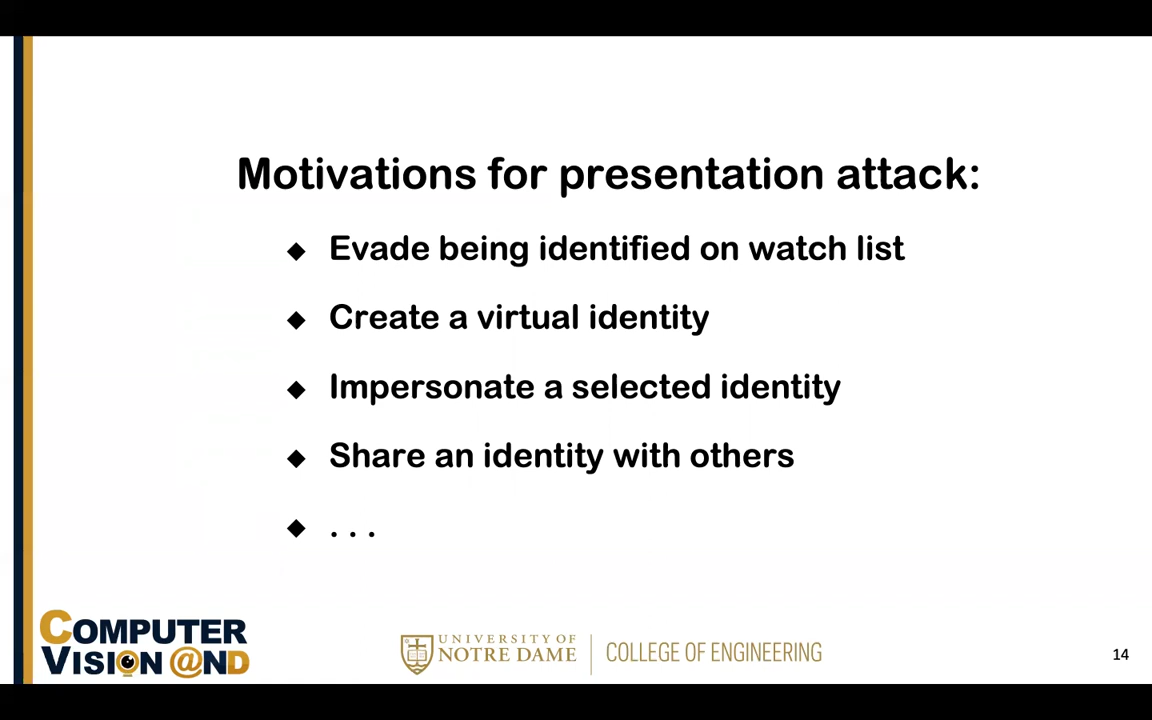 Motivations for presentation attack:
◆ Evade being identified on watch list
◆ Create a virtual identity
◆ Impersonate a selected identity
◆ Share an identity with others
◆ . . .
COMPUTER
VISION @ND
UNIVERSITY OF
NOTRE DAME
COLLEGE OF ENGINEERING
14